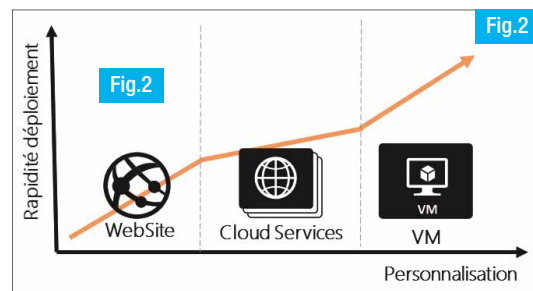 Fig.2
Fig.2
Rapidité déploiement
WebSite
Cloud Services
VM
VM
Personnalisation